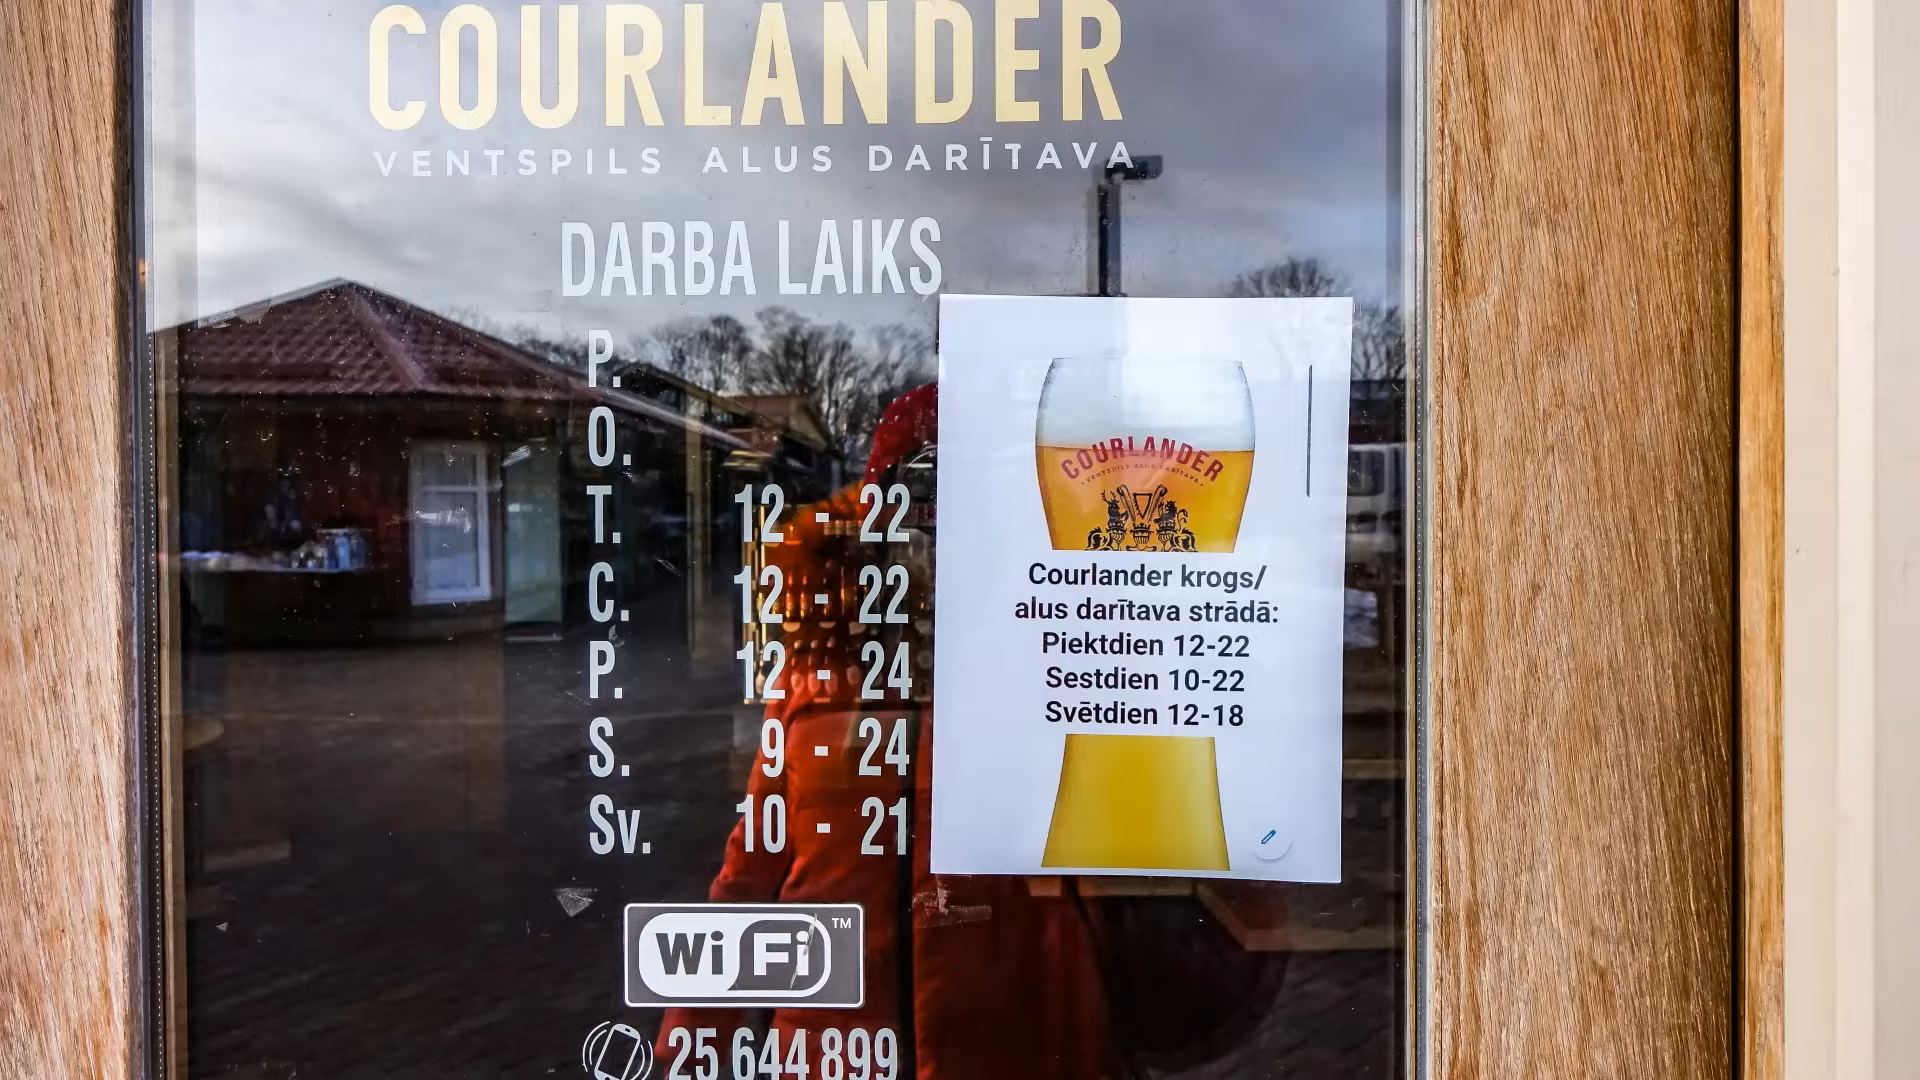 COURLANDER
VENTSPILS ALUS DARĪTAVA
DARBA LAIKS
P.
O.
T. 12 - 22
C. 12 - 22
P. 12 - 24
S. 9 - 24
Sv. 10 - 21
WiFi™
25 644 899
COURLANDER
VENTSPILS ALUS DARĪTAVA
Courlander krogs/
alus darītava strādā:
Piektdien 12-22
Sestdien 10-22
Svētdien 12-18